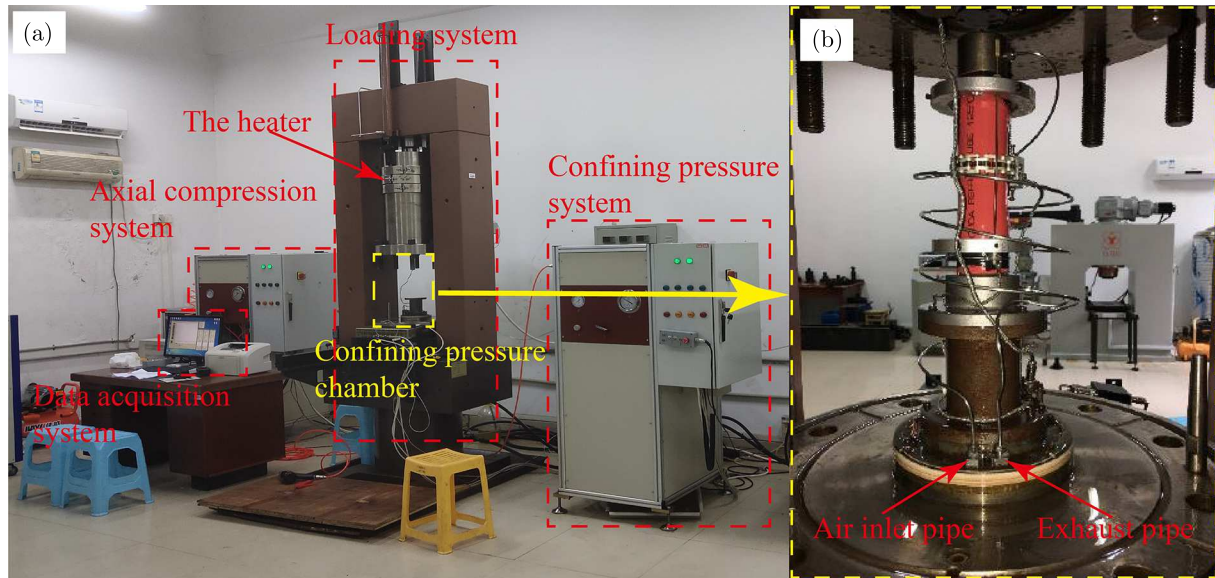 (a)
Loading system
The heater
Axial compression
system
Confining pressure
system
Confining pressure
chamber
Data acquisition
system
(b)
Air inlet pipe
Exhaust pipe